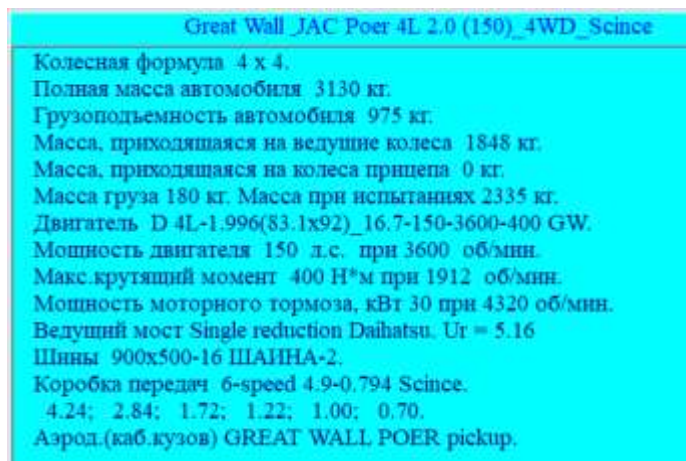 Great Wall_JAC Poer 4L 2.0 (150)_4WD_Scince
Колесная формула 4 х 4.
Полная масса автомобиля 3130 кг.
Грузоподъемность автомобиля 975 кг.
Масса, приходящаяся на ведущие колеса 1848 кг.
Масса, приходящаяся на колеса прицепа 0 кг.
Масса груза 180 кг. Масса при испытаниях 2335 кг.
Двигатель D 4L-1.996(83.1x92)_16.7-150-3600-400 GW.
Мощность двигателя 150 л.с. при 3600 об/мин.
Макс.крутящий момент 400 Н*м при 1912 об/мин.
Мощность моторного тормоза, кВт 30 при 4320 об/мин.
Ведущий мост Single reduction Daihatsu. Ur = 5.16
Шины 900x500-16 ШАИНА-2.
Коробка передач 6-speed 4.9-0.794 Scince.
4.24; 2.84; 1.72; 1.22; 1.00; 0.70.
Аэрод.(каб.кузов) GREAT WALL POER pickup.